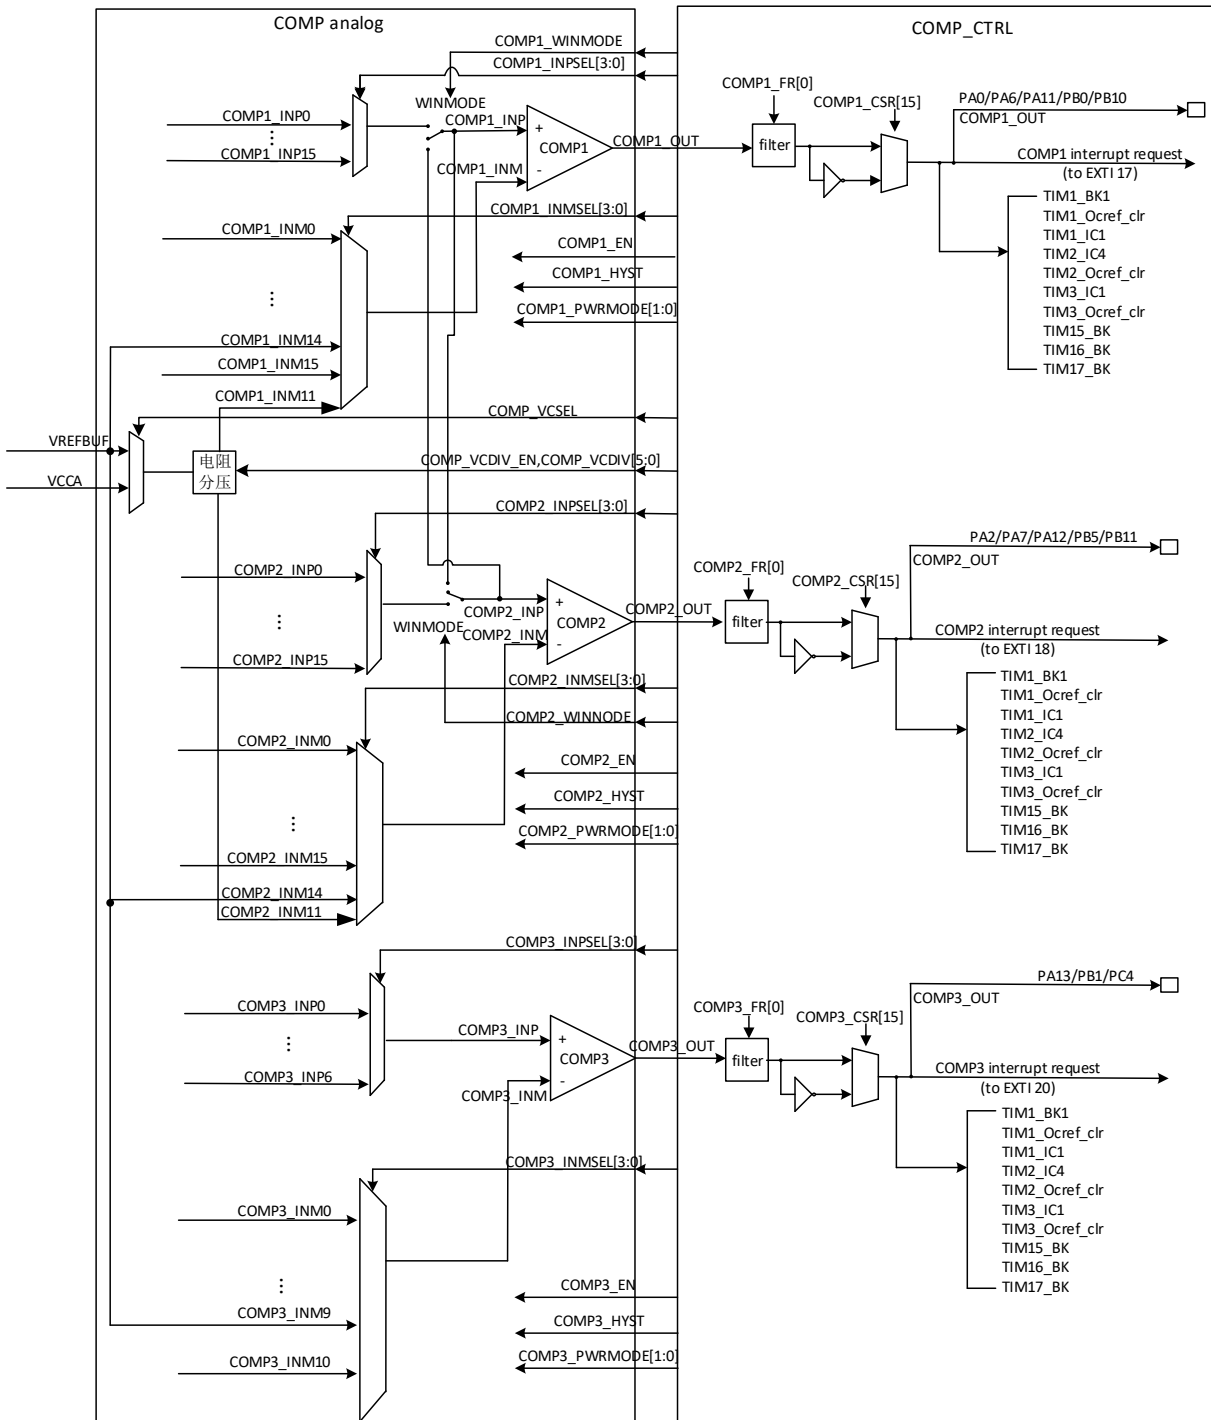 COMP analog
COMP_CTRL
COMP1_WINMODE
COMP1_INPSEL[3:0]
WINMODE
COMP1_INP0
⋯
COMP1_INP15
COMP1_INP
COMP1_INM
+
COMP1
-
COMP1_OUT
COMP1_FR[0]
filter
COMP1_CSR[15]
PA0/PA6/PA11/PB0/PB10
COMP1_OUT
COMP1 interrupt request
(to EXTI 17)
TIM1_BK1
TIM1_Ocref_clr
TIM1_IC1
TIM2_IC4
TIM2_Ocref_clr
TIM3_IC1
TIM3_Ocref_clr
TIM15_BK
TIM16_BK
TIM17_BK
COMP1_INMSEL[3:0]
COMP1_INM0
⋮
COMP1_EN
COMP1_HYST
COMP1_PWRMODE[1:0]
COMP1_INM14
COMP1_INM15
COMP1_INM11
COMP_VCSEL
VREFBUF
VCCA
电阻
分压
COMP_VCDIV_EN,COMP_VCDIV[5:0]
COMP2_INPSEL[3:0]
COMP2_INP0
⋮
COMP2_INP15
WINMODE
COMP2_INP
COMP2_INM
+
COMP2
-
COMP2_OUT
COMP2_FR[0]
filter
COMP2_CSR[15]
PA2/PA7/PA12/PB5/PB11
COMP2_OUT
COMP2 interrupt request
(to EXTI 18)
TIM1_BK1
TIM1_Ocref_clr
TIM1_IC1
TIM2_IC4
TIM2_Ocref_clr
TIM3_IC1
TIM3_Ocref_clr
TIM15_BK
TIM16_BK
TIM17_BK
COMP2_INMSEL[3:0]
COMP2_WINNODE
COMP2_INM0
⋮
COMP2_EN
COMP2_HYST
COMP2_PWRMODE[1:0]
COMP2_INM15
COMP2_INM14
COMP2_INM11
COMP3_INPSEL[3:0]
COMP3_INP0
⋮
COMP3_INP6
COMP3_INP
COMP3_INM
+
COMP3
-
COMP3_OUT
COMP3_FR[0]
filter
COMP3_CSR[15]
PA13/PB1/PC4
COMP3_OUT
COMP3 interrupt request
(to EXTI 20)
TIM1_BK1
TIM1_Ocref_clr
TIM1_IC1
TIM2_IC4
TIM2_Ocref_clr
TIM3_IC1
TIM3_Ocref_clr
TIM15_BK
TIM16_BK
TIM17_BK
COMP3_INMSEL[3:0]
COMP3_INM0
⋮
COMP3_EN
COMP3_HYST
COMP3_PWRMODE[1:0]
COMP3_INM9
COMP3_INM10